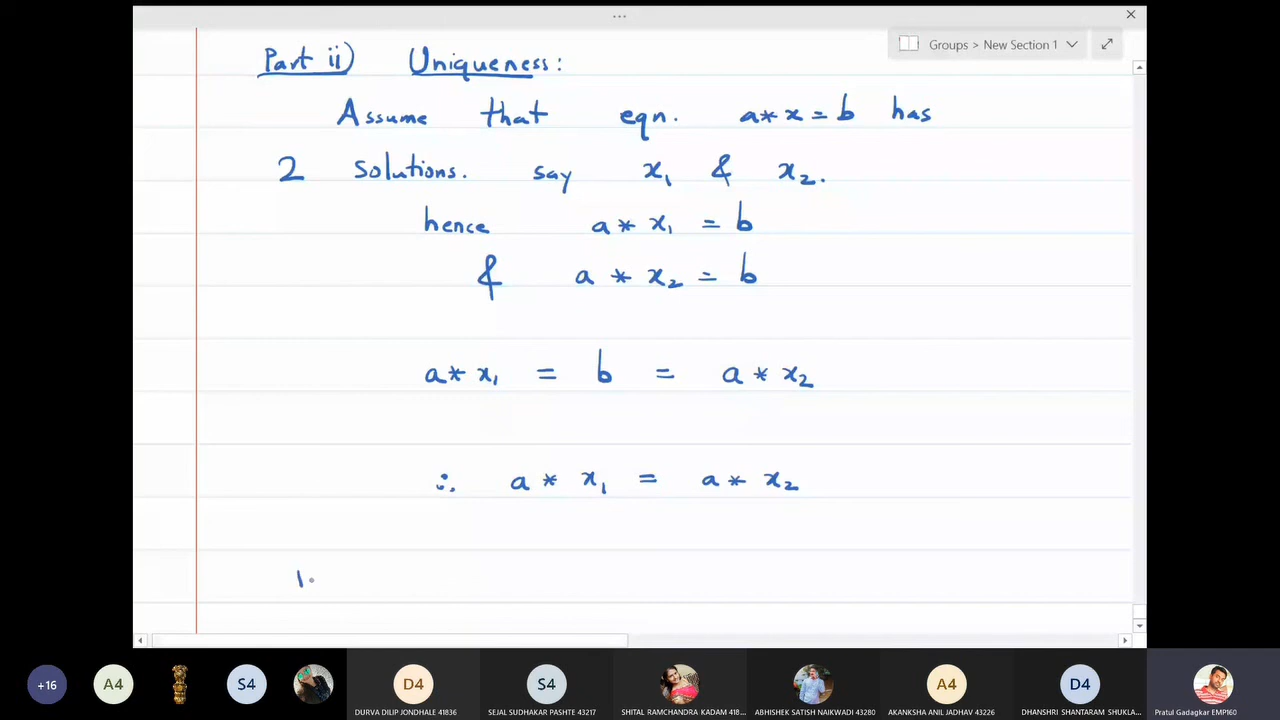 ...
Groups > New Section 1
Part ii) Uniqueness:
Assume that eqn. a * x = b has
2 solutions. say x₁ & x₂.
hence a * x₁ = b
& a * x₂ = b
a * x₁ = b = a * x₂
∴ a * x₁ = a * x₂
+16
A4
S4
D4
S4
A4
D4
DURVA DILIP JONDHALE 41836
SEJAL SUDHAKAR PASHTE 43217
SHITAL RAMCHANDRA KADAM 418...
ABHISHEK SATISH NAIKWADI 43280
AKANKSHA ANIL JADHAV 43226
DHANSHRI SHANTARAM SHUKLA...
Pratul Gadagkar EMP160